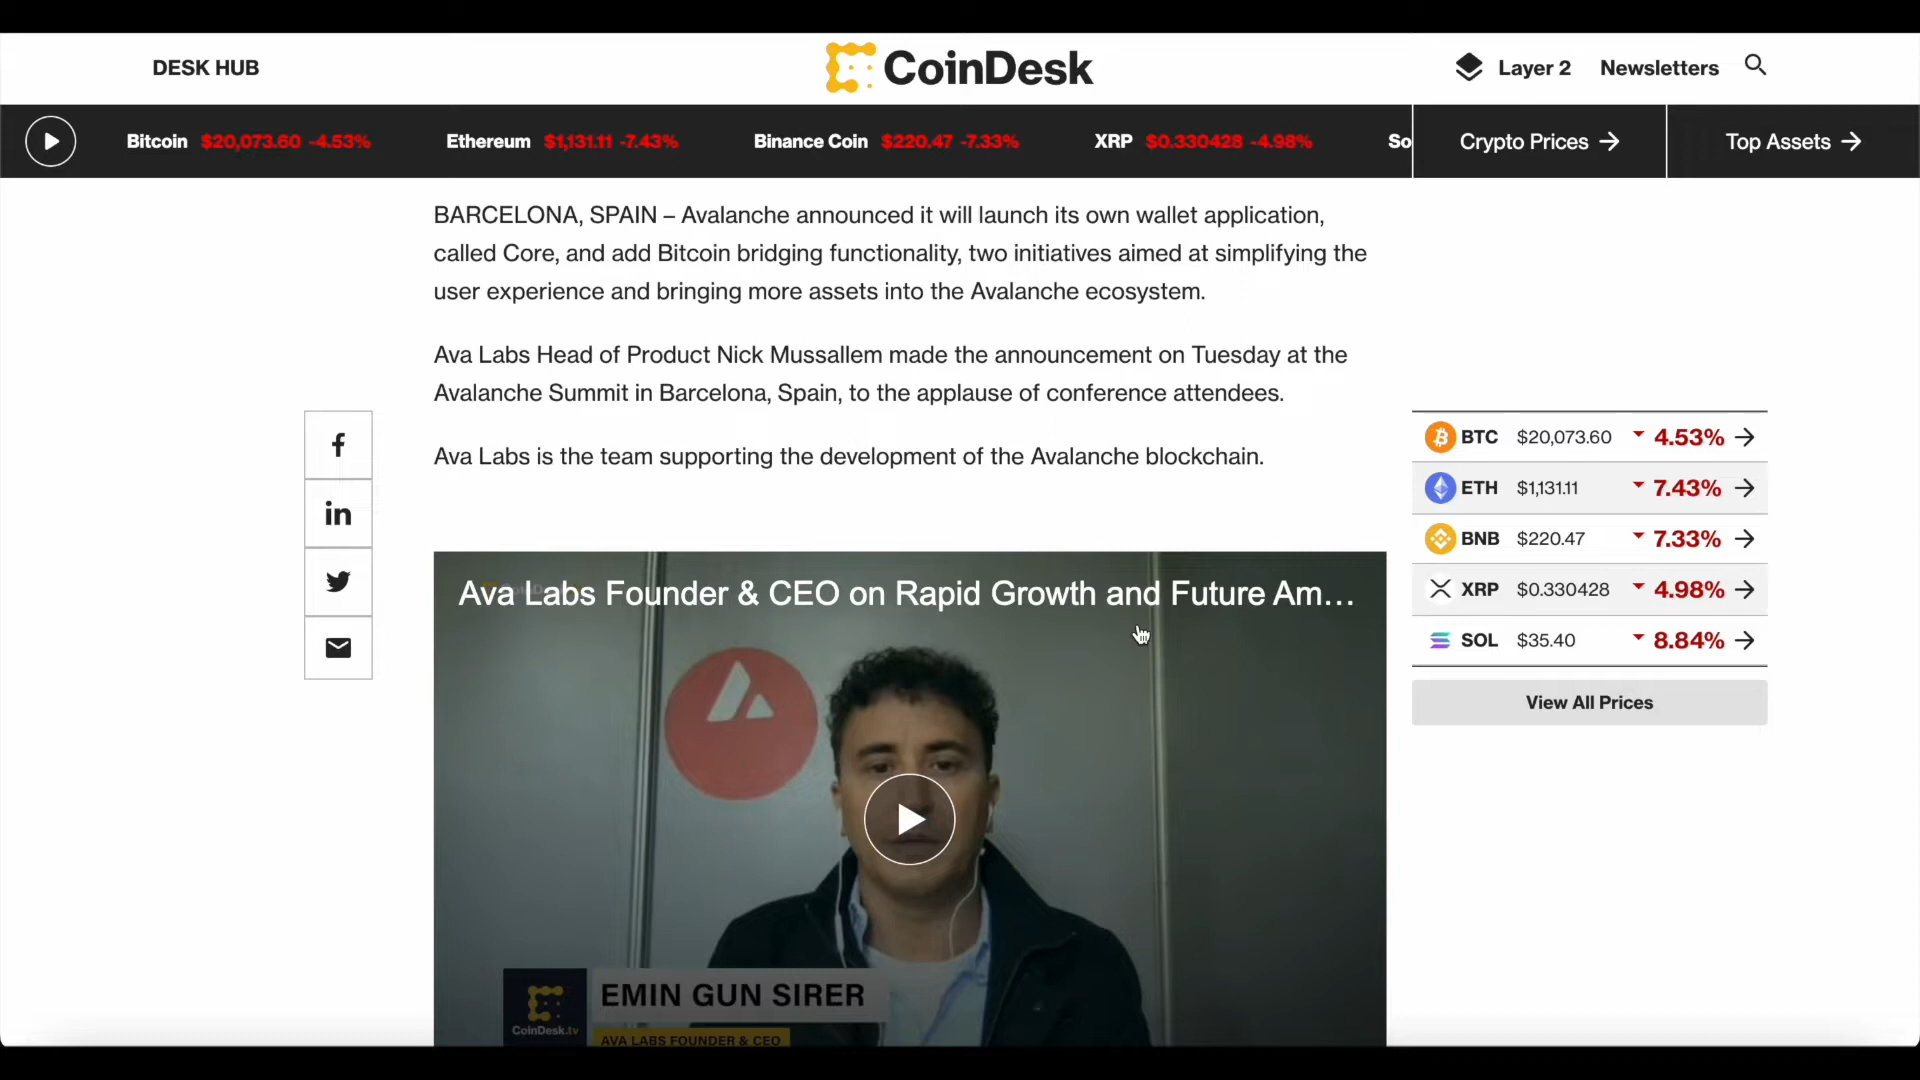 DESK HUB
CoinDesk
Layer 2
Newsletters
Bitcoin $20,073.60 -4.53%
Ethereum $1,131.11 -7.43%
Binance Coin $220.47 -7.33%
XRP $0.330428 -4.98%
So
Crypto Prices →
Top Assets →
BARCELONA, SPAIN – Avalanche announced it will launch its own wallet application,
called Core, and add Bitcoin bridging functionality, two initiatives aimed at simplifying the
user experience and bringing more assets into the Avalanche ecosystem.
Ava Labs Head of Product Nick Mussallem made the announcement on Tuesday at the
Avalanche Summit in Barcelona, Spain, to the applause of conference attendees.
Ava Labs is the team supporting the development of the Avalanche blockchain.
f
in
Ava Labs Founder & CEO on Rapid Growth and Future Am...
EMIN GUN SIRER
CoinDesk.tv
AVA LABS FOUNDER & CEO
BTC $20,073.60 4.53% →
ETH $1,131.11 7.43% →
BNB $220.47 7.33% →
XRP $0.330428 4.98% →
SOL $35.40 8.84% →
View All Prices